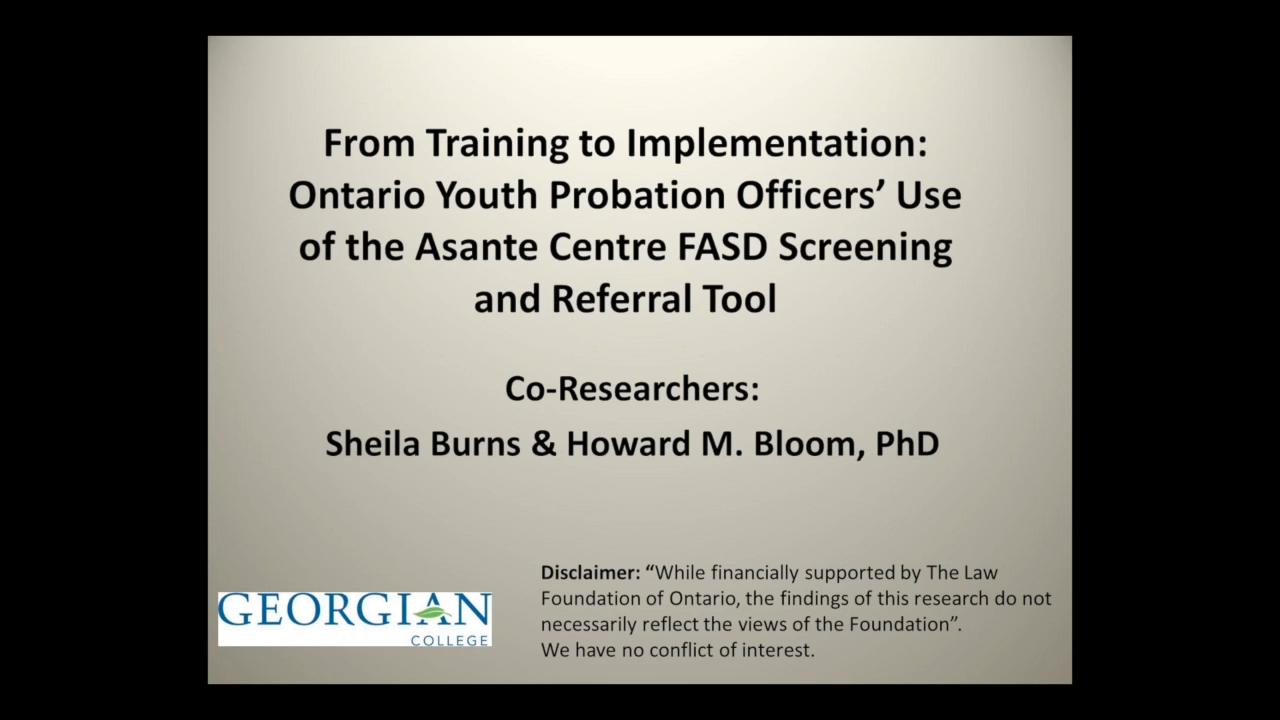 From Training to Implementation:
Ontario Youth Probation Officers’ Use
of the Asante Centre FASD Screening
and Referral Tool
Co-Researchers:
Sheila Burns & Howard M. Bloom, PhD
GEORGIAN
COLLEGE
Disclaimer: “While financially supported by The Law
Foundation of Ontario, the findings of this research do not
necessarily reflect the views of the Foundation”.
We have no conflict of interest.